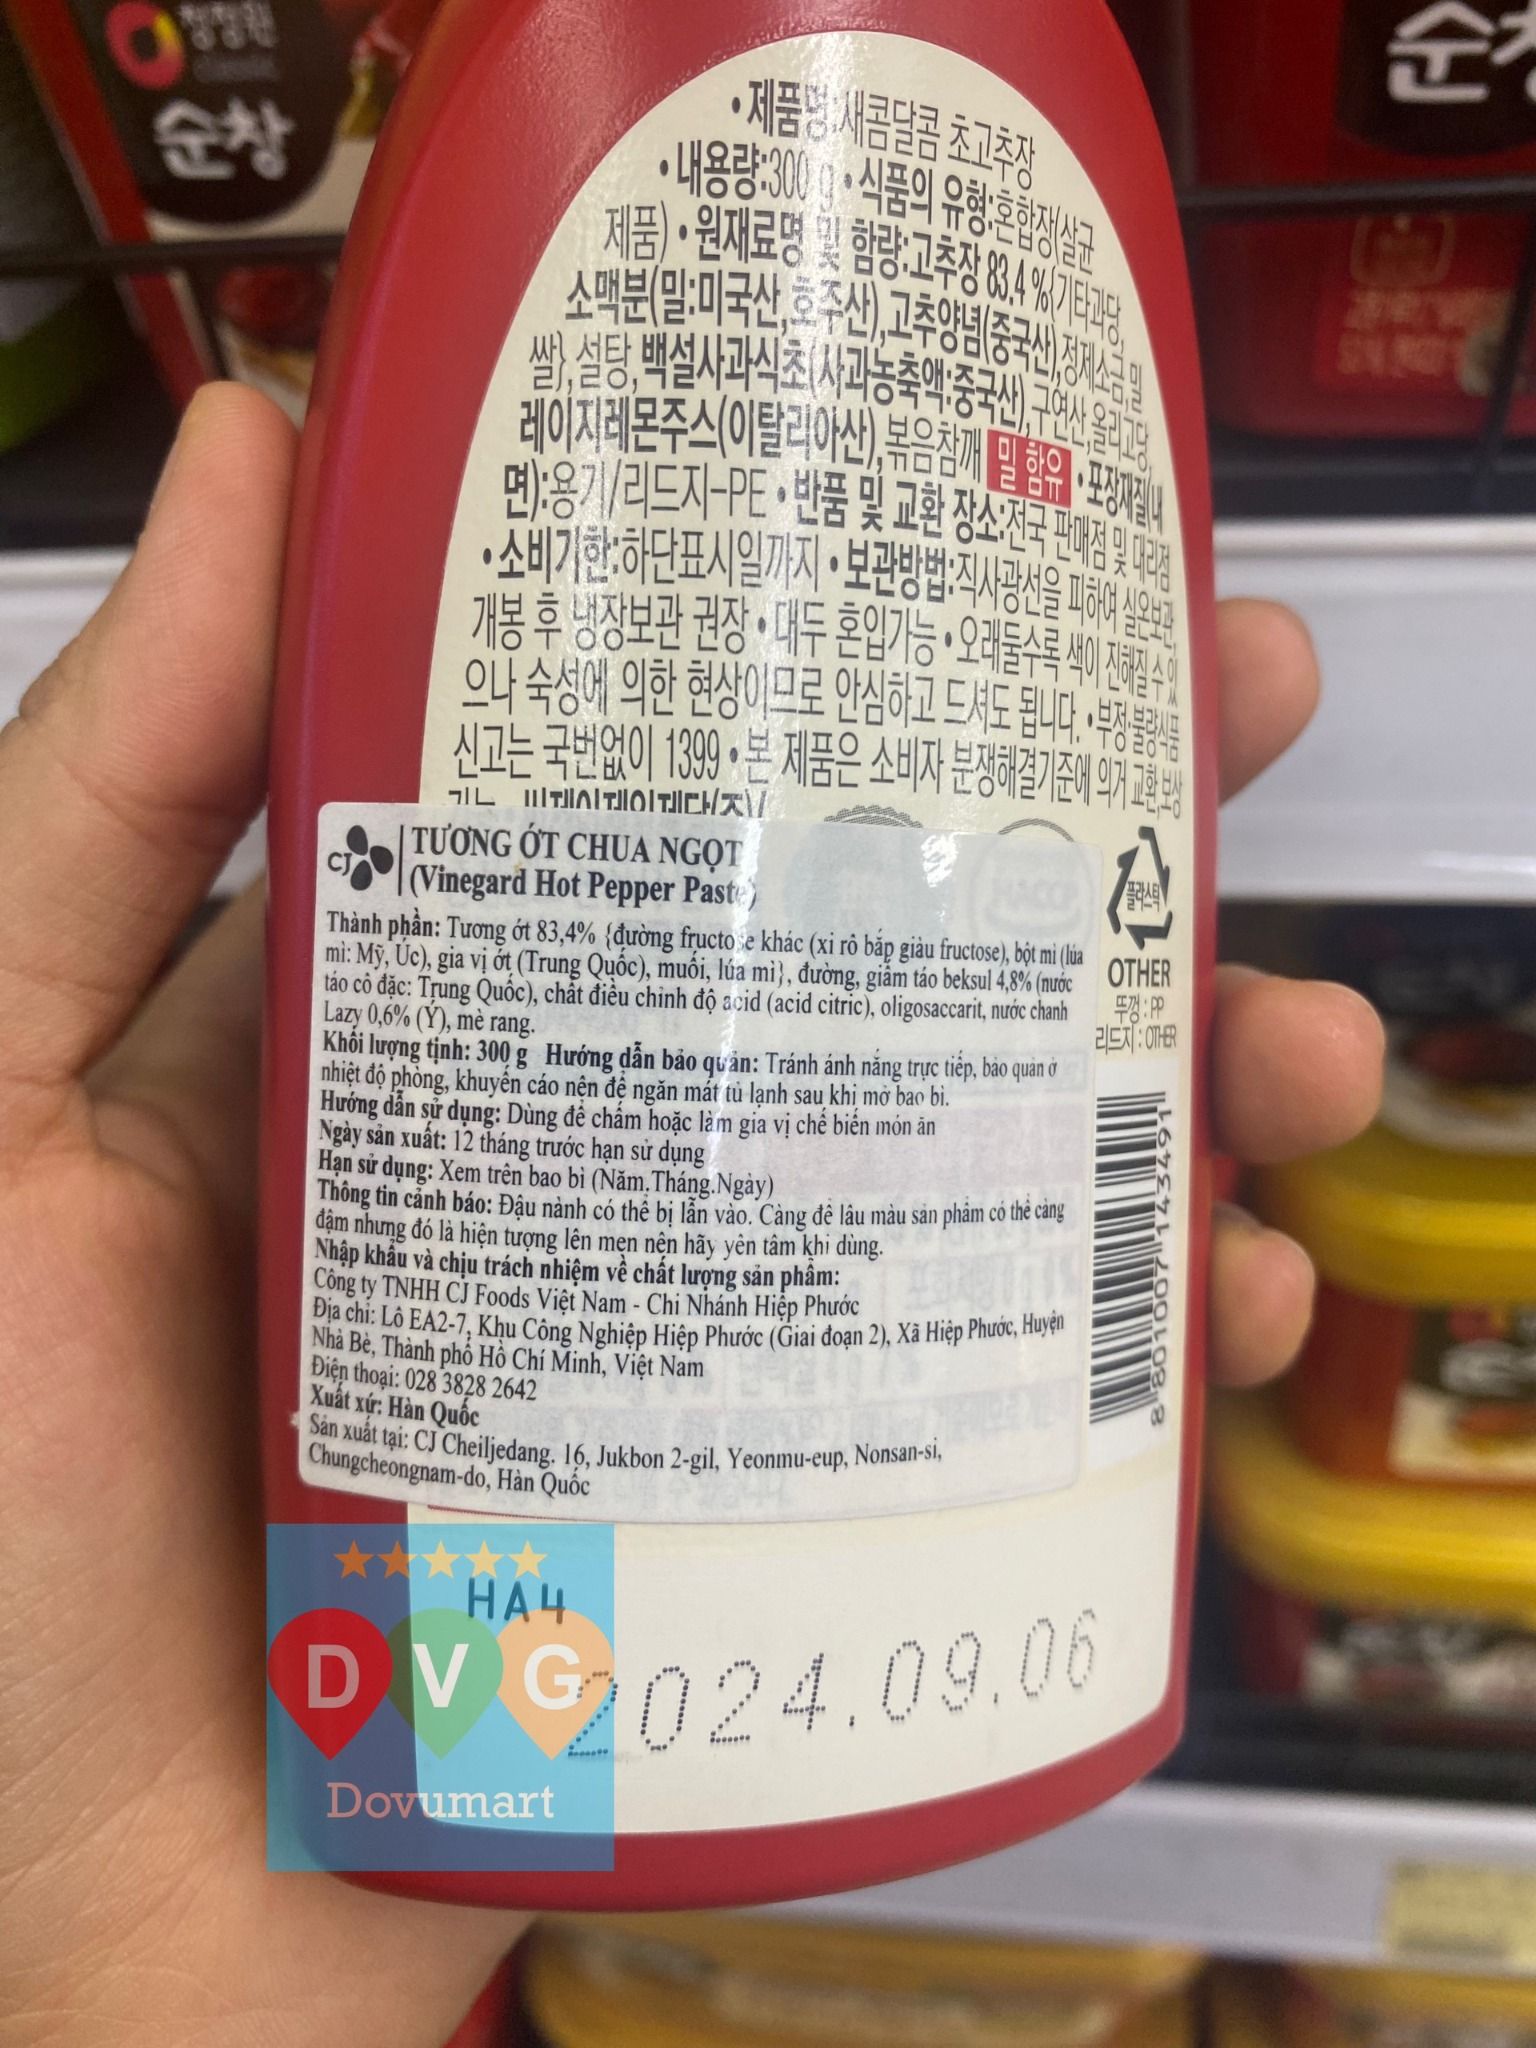 청정원
순창
순창
• 제품명:새콤달콤 초고추장
• 내용량:300 g • 식품의 유형:혼합장(살균
제품) • 원재료명 및 함량:고추장 83.4 %{기타과당,
소맥분(밀:미국산,호주산),고추양념(중국산),정제소금,밀
쌀},설탕,백설사과식초(사과농축액:중국산),구연산,올리고당,
레이지레몬주스(이탈리아산),볶음참깨 밀 함유 • 포장재질(내
면):용기/리드지-PE • 반품 및 교환 장소:전국 판매점 및 대리점
• 소비기한:하단표시일까지 • 보관방법:직사광선을 피하여 실온보관,
개봉 후 냉장보관 권장 • 대두 혼입가능 • 오래둘수록 색이 진해질 수 있
으나 숙성에 의한 현상이므로 안심하고 드셔도 됩니다. • 부정·불량식품
신고는 국번없이 1399 • 본 제품은 소비자 분쟁해결기준에 의거 교환,보상
CJ
TƯƠNG ỚT CHUA NGỌT
(Vinegard Hot Pepper Paste)
Thành phần: Tương ớt 83,4% {đường fructose khác (xi rô bắp giàu fructose), bột mì (lúa
mì: Mỹ, Úc), gia vị ớt (Trung Quốc), muối, lúa mì}, đường, giấm táo beksul 4,8% (nước
táo cô đặc: Trung Quốc), chất điều chỉnh độ acid (acid citric), oligosaccarit, nước chanh
Lazy 0,6% (Ý), mè rang.
Khối lượng tịnh: 300 g Hướng dẫn bảo quản: Tránh ánh nắng trực tiếp, bảo quản ở
nhiệt độ phòng, khuyến cáo nên để ngăn mát tủ lạnh sau khi mở bao bì.
Hướng dẫn sử dụng: Dùng để chấm hoặc làm gia vị chế biến món ăn
Ngày sản xuất: 12 tháng trước hạn sử dụng
Hạn sử dụng: Xem trên bao bì (Năm.Tháng.Ngày)
Thông tin cảnh báo: Đậu nành có thể bị lẫn vào. Càng để lâu màu sản phẩm có thể càng
đậm nhưng đó là hiện tượng lên men nên hãy yên tâm khi dùng.
Nhập khẩu và chịu trách nhiệm về chất lượng sản phẩm:
Công ty TNHH CJ Foods Việt Nam - Chi Nhánh Hiệp Phước
Địa chỉ: Lô EA2-7, Khu Công Nghiệp Hiệp Phước (Giai đoạn 2), Xã Hiệp Phước, Huyện
Nhà Bè, Thành phố Hồ Chí Minh, Việt Nam
Điện thoại: 028 3828 2642
Xuất xứ: Hàn Quốc
Sản xuất tại: CJ Cheiljedang. 16, Jukbon 2-gil, Yeonmu-eup, Nonsan-si,
Chungcheongnam-do, Hàn Quốc
플라스틱
OTHER
뚜껑 : PP
리드지 : OTHER
8 801007 143491
HA4
2024.09.06
DVG
Dovumart